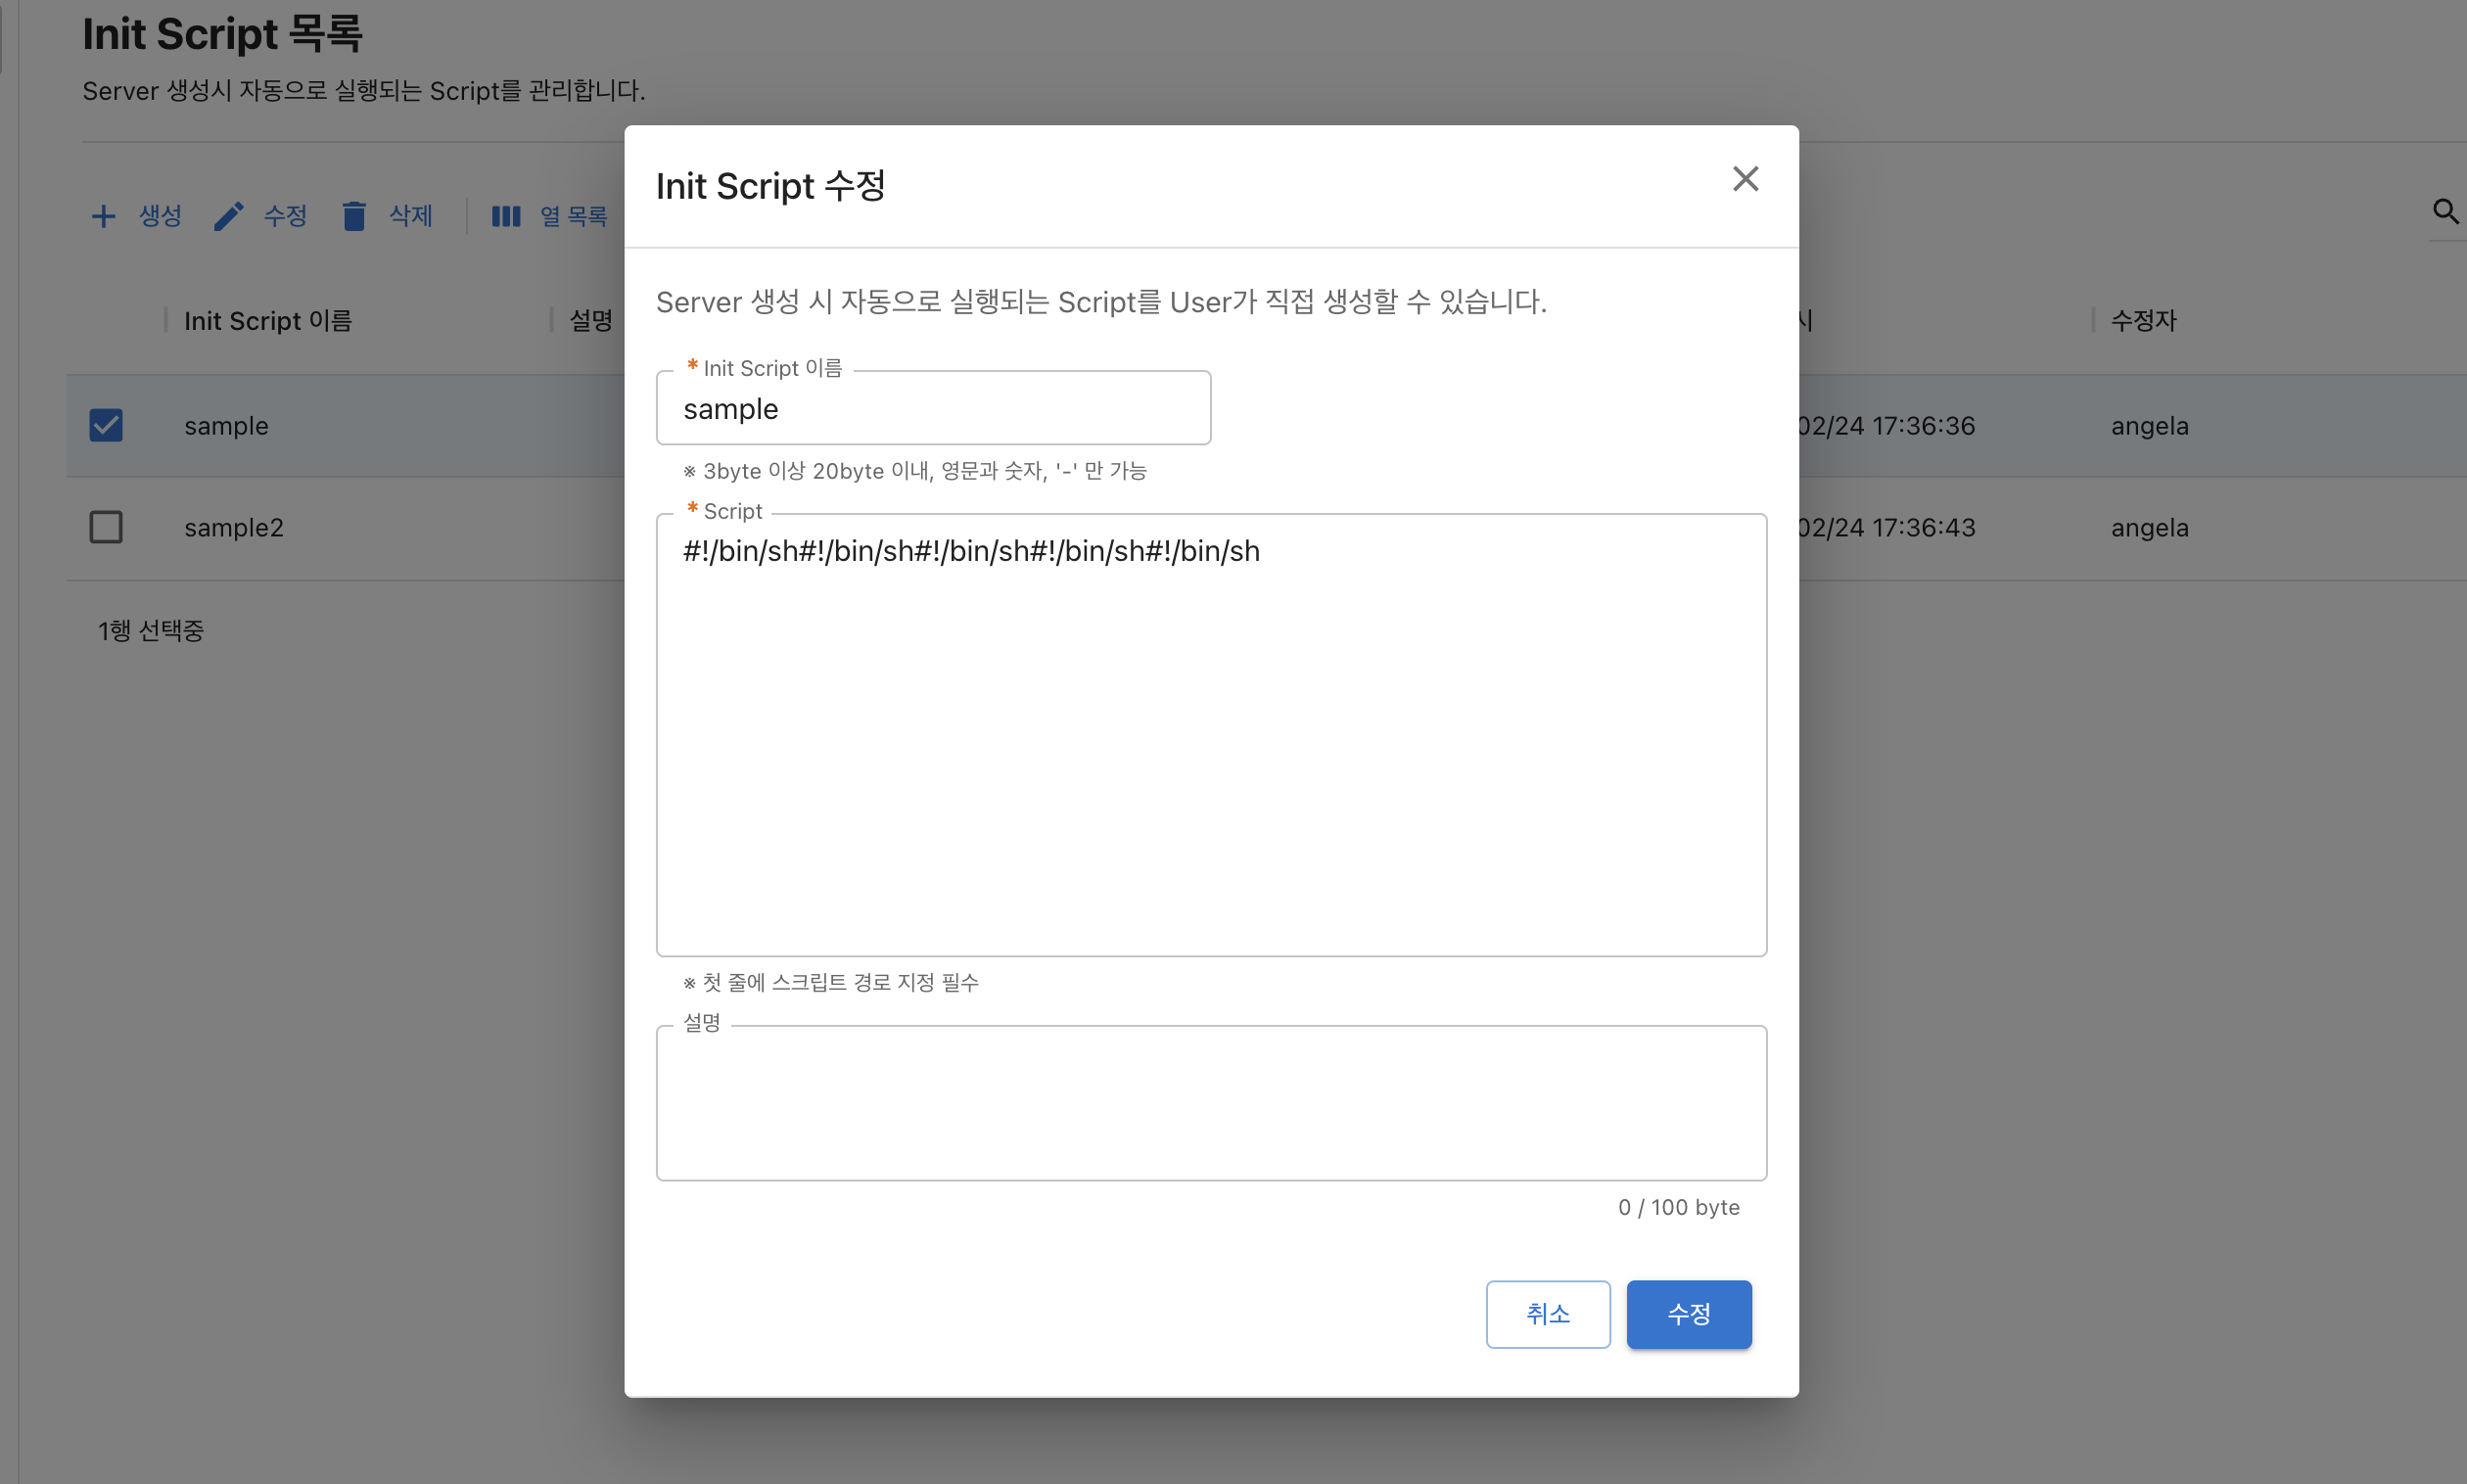 Init Script 목록
Server 생성시 자동으로 실행되는 Script를 관리합니다.
생성 수정 삭제 열 목록
Init Script 이름 설명 수정자
sample 02/24 17:36:36 angela
sample2 02/24 17:36:43 angela
1행 선택중
Init Script 수정
Server 생성 시 자동으로 실행되는 Script를 User가 직접 생성할 수 있습니다.
* Init Script 이름
sample
※ 3byte 이상 20byte 이내, 영문과 숫자, '-' 만 가능
* Script
#!/bin/sh#!/bin/sh#!/bin/sh#!/bin/sh#!/bin/sh
※ 첫 줄에 스크립트 경로 지정 필수
설명
0 / 100 byte
취소 수정